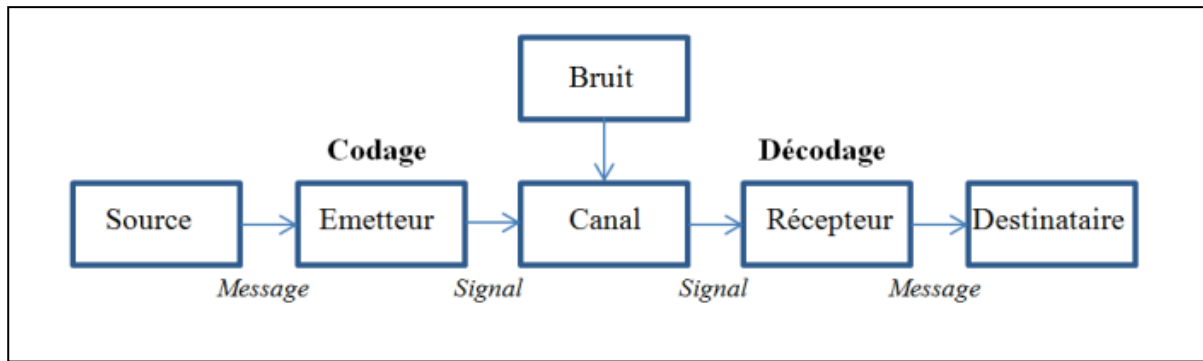 Bruit
Codage
Décodage
Source
Emetteur
Canal
Récepteur
Destinataire
Message
Signal
Signal
Message